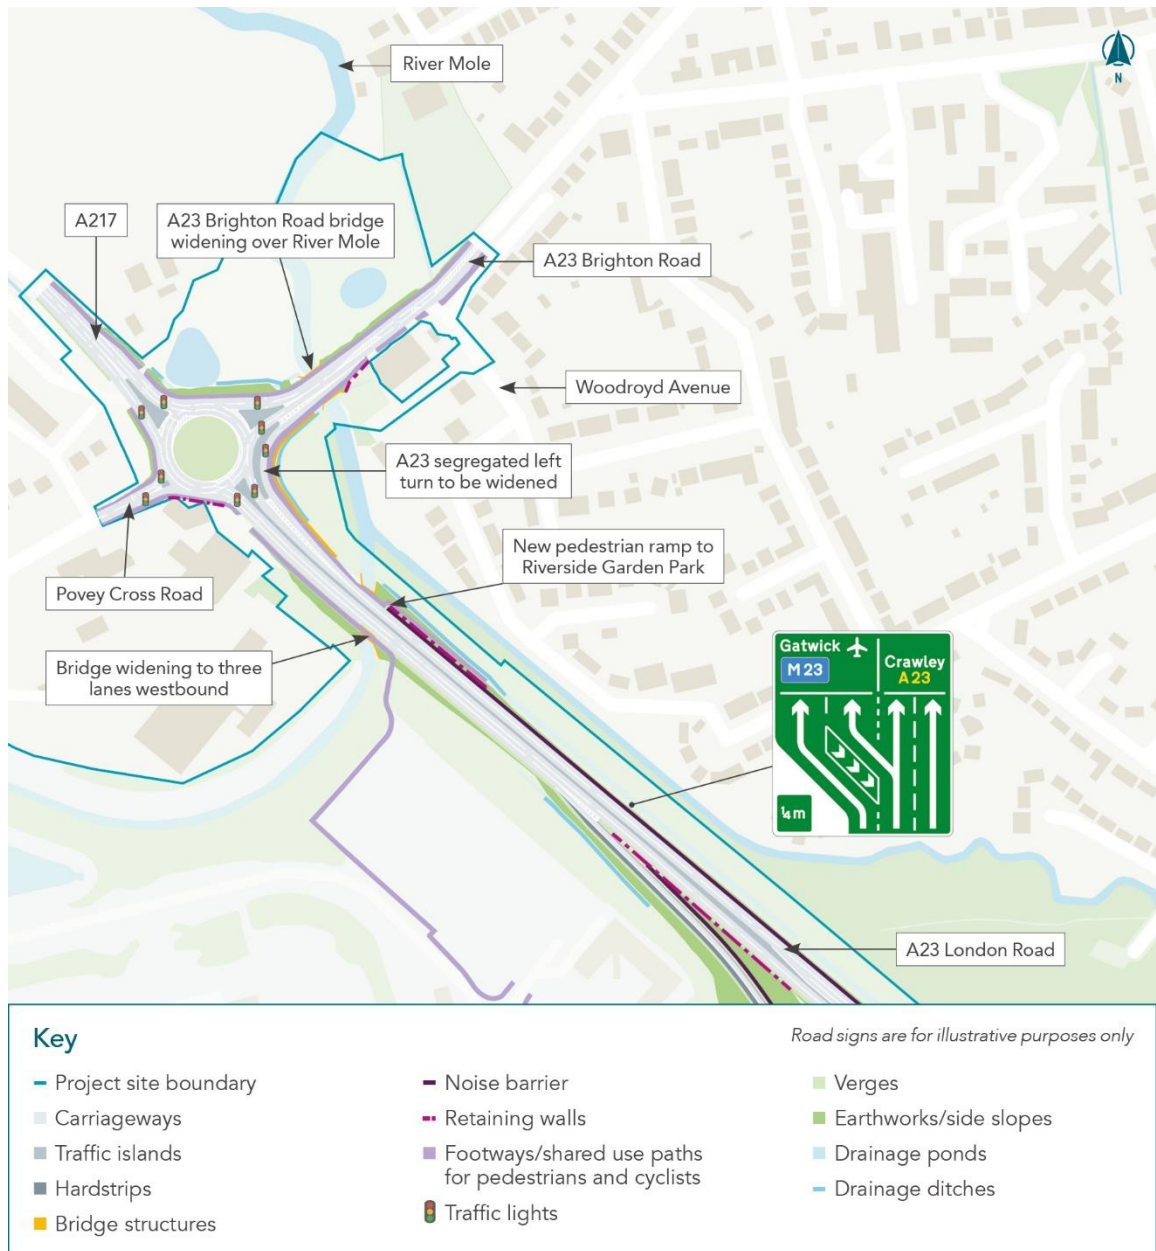 River Mole
N
A217
A23 Brighton Road bridge
widening over River Mole
A23 Brighton Road
Woodroyd Avenue
A23 segregated left
turn to be widened
New pedestrian ramp to
Riverside Garden Park
Povey Cross Road
Bridge widening to three
lanes westbound
Gatwick
M23
Crawley
A23
¼m
A23 London Road
Key
Road signs are for illustrative purposes only
Project site boundary
Carriageways
Traffic islands
Hardstrips
Bridge structures
Noise barrier
Retaining walls
Footways/shared use paths
for pedestrians and cyclists
Traffic lights
Verges
Earthworks/side slopes
Drainage ponds
Drainage ditches